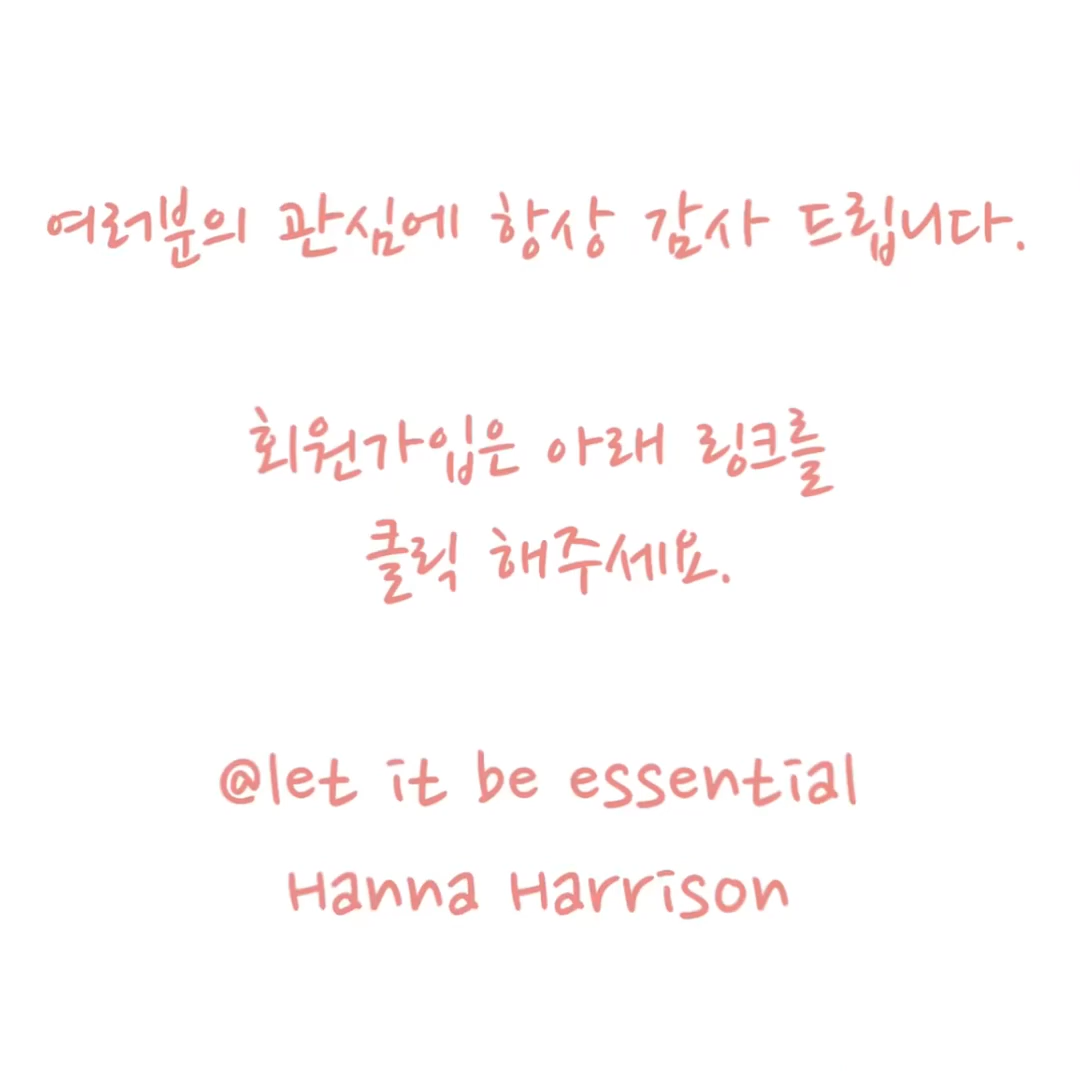 여러분의 관심에 항상 감사 드립니다.
회원가입은 아래 링크를
클릭 해주세요.
@let it be essential
Hanna Harrison